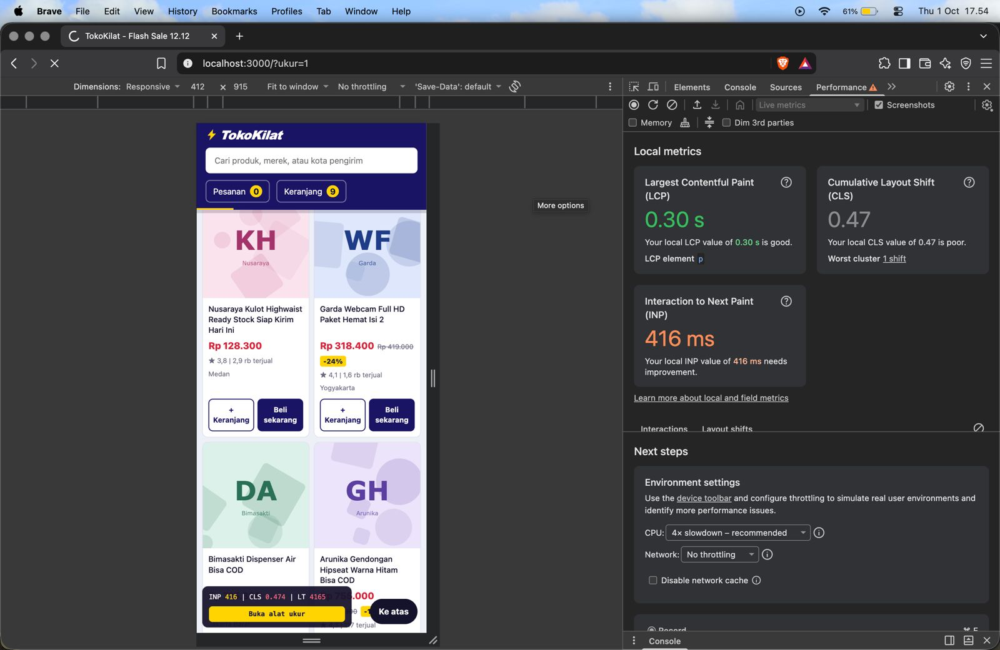 Brave File Edit View History Bookmarks Profiles Tab Window Help
61%
Thu 1 Oct 17.54
TokoKilat - Flash Sale 12.12
localhost:3000/?ukur=1
Dimensions: Responsive 412 × 915 Fit to window No throttling 'Save-Data': default
Elements Console Sources Performance
Live metrics
Screenshots
Memory
Dim 3rd parties
TokoKilat
Cari produk, merek, atau kota pengirim
Pesanan 0
Keranjang 9
More options
KH
Nusaraya
WF
Garda
Nusaraya Kulot Highwaist
Ready Stock Siap Kirim
Hari Ini
Rp 128.300
★ 3,8 | 2,9 rb terjual
Medan
+
Keranjang
Beli
sekarang
Garda Webcam Full HD
Paket Hemat Isi 2
Rp 318.400 Rp 419.000
-24%
★ 4,1 | 1,6 rb terjual
Yogyakarta
+
Keranjang
Beli
sekarang
DA
Bimasakti
GH
Arunika
Bimasakti Dispenser Air
Bisa COD
Arunika Gendongan
Hipseat Warna Hitam
Bisa COD
.000
terjual
INP 416 | CLS 0.474 | LT 4165
Buka alat ukur
Ke atas
Local metrics
Largest Contentful Paint
(LCP)
0.30 s
Your local LCP value of 0.30 s is good.
LCP element p
Cumulative Layout Shift
(CLS)
0.47
Your local CLS value of 0.47 is poor.
Worst cluster 1 shift
Interaction to Next Paint
(INP)
416 ms
Your local INP value of 416 ms needs
improvement.
Learn more about local and field metrics
Interactions Layout shifts
Next steps
Environment settings
Use the device toolbar and configure throttling to simulate real user environments and
identify more performance issues.
CPU: 4× slowdown – recommended
Network: No throttling
Disable network cache
Record
Console